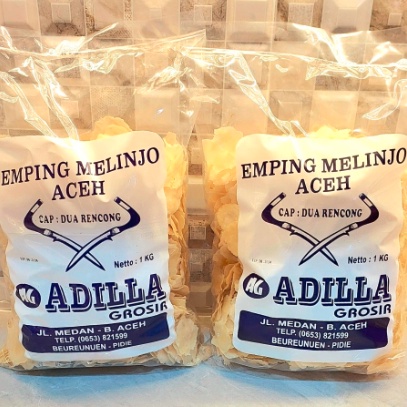 EMPING MELINJO
ACEH
CAP : DUA RENCONG
Netto : 1 KG
AG ADILLA
GROSIR
JL. MEDAN - B. ACEH
TELP. (0653) 821599
BEUREUNUEN - PIDIE
EMPING MELINJO
ACEH
CAP : DUA RENCONG
Netto : 1 KG
AG ADILLA
GROSIR
JL. MEDAN - B. ACEH
TELP. (0653) 821599
BEUREUNUEN - PIDIE